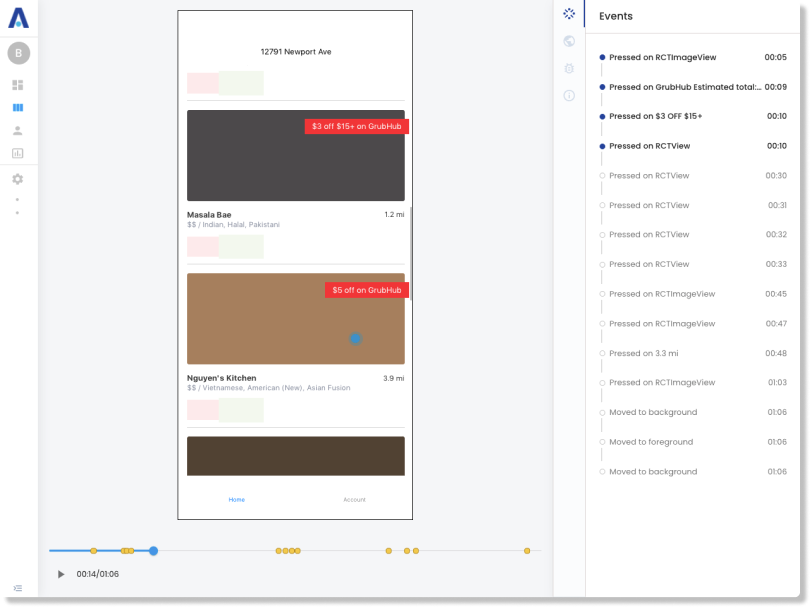 B
12791 Newport Ave
$3 off $15+ on GrubHub
Masala Bae
1.2 mi
$$ / Indian, Halal, Pakistani
$5 off on GrubHub
Nguyen's Kitchen
3.9 mi
$$ / Vietnamese, American (New), Asian Fusion
Home
Account
00:14/01:06
Events
Pressed on RCTImageView 00:05
Pressed on GrubHub Estimated total:... 00:09
Pressed on $3 OFF $15+ 00:10
Pressed on RCTView 00:10
Pressed on RCTView 00:30
Pressed on RCTView 00:31
Pressed on RCTView 00:32
Pressed on RCTView 00:33
Pressed on RCTImageView 00:45
Pressed on RCTImageView 00:47
Pressed on 3.3 mi 00:48
Pressed on RCTImageView 01:03
Moved to background 01:06
Moved to foreground 01:06
Moved to background 01:06